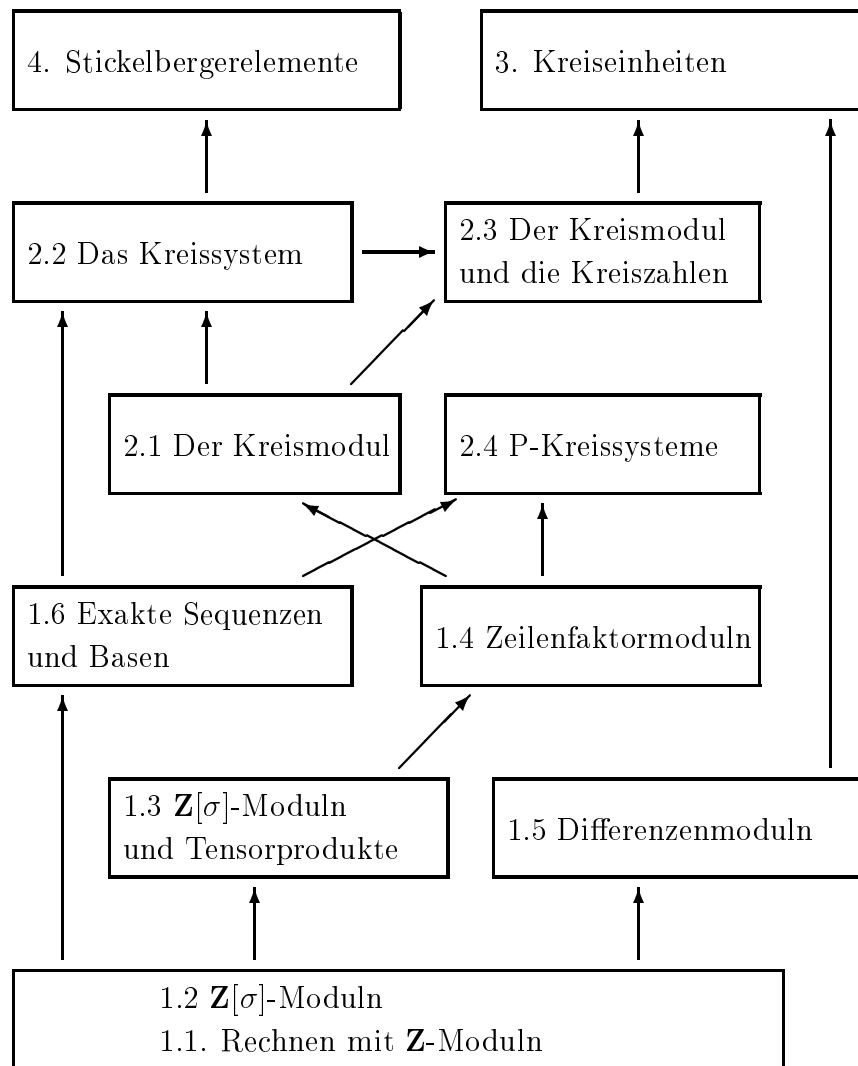 4. Stickelbergerelemente
3. Kreiseinheiten
2.2 Das Kreissystem
2.3 Der Kreismodul
und die Kreiszahlen
2.1 Der Kreismodul
2.4 P-Kreissysteme
1.6 Exakte Sequenzen
und Basen
1.4 Zeilenfaktormoduln
1.3 Z[σ]-Moduln
und Tensorprodukte
1.5 Differenzenmoduln
1.2 Z[σ]-Moduln
1.1. Rechnen mit Z-Moduln